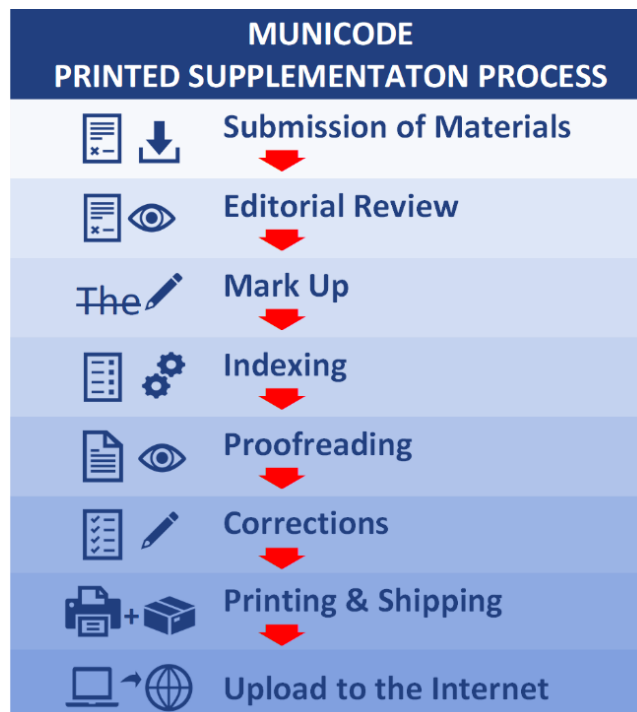 MUNICODE
PRINTED SUPPLEMENTATON PROCESS
Submission of Materials
Editorial Review
The
Mark Up
Indexing
Proofreading
Corrections
+
Printing & Shipping
Upload to the Internet